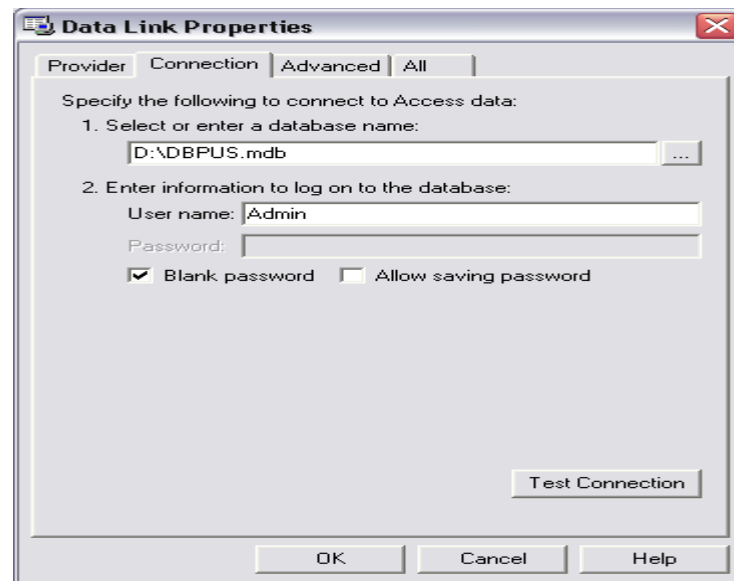 Data Link Properties
Provider Connection Advanced All
Specify the following to connect to Access data:
1. Select or enter a database name:
D:\DBPUS.mdb ...
2. Enter information to log on to the database:
User name: Admin
Password:
Blank password Allow saving password
Test Connection
OK Cancel Help